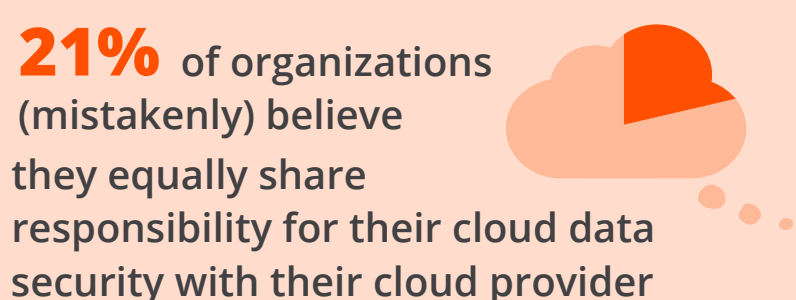 21% of organizations
(mistakenly) believe
they equally share
responsibility for their cloud data
security with their cloud provider